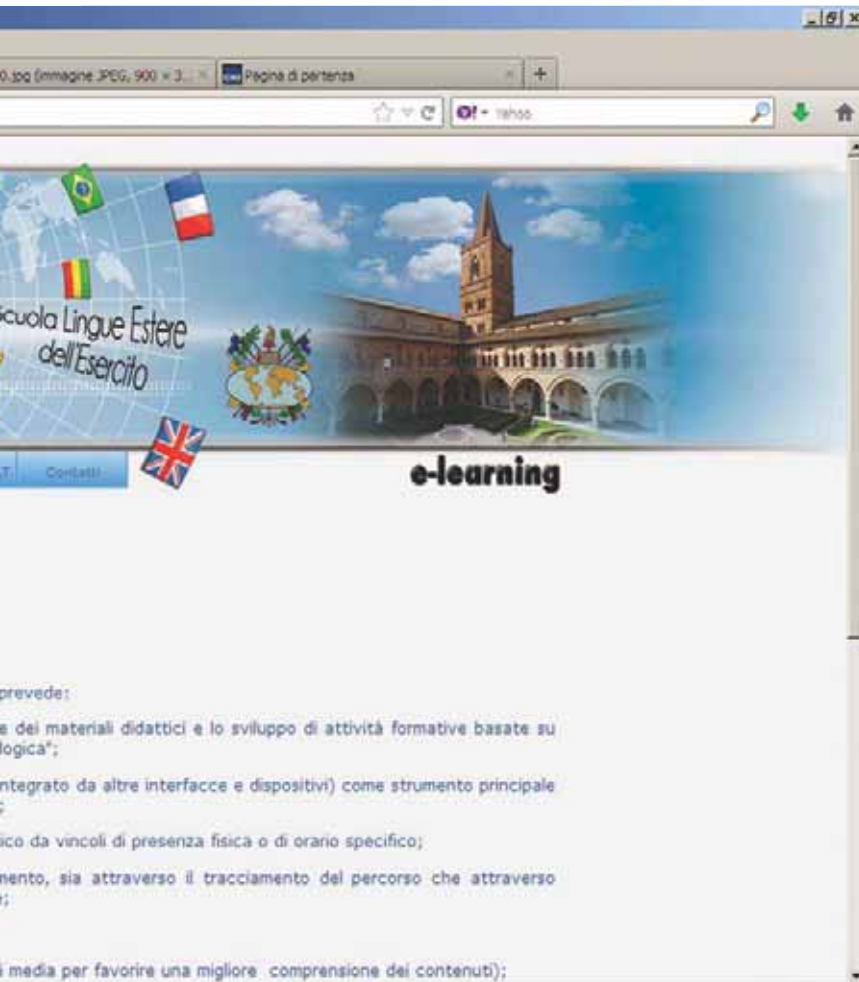 0.jpg (immagine JPEG, 900 × 3...
Pagina di partenza
Yahoo
Scuola Lingue Estere
dell'Esercito
Contatti
e-learning
prevede:
e dei materiali didattici e lo sviluppo di attività formative basate su
logica";
integrato da altre interfacce e dispositivi) come strumento principale
;
ico da vincoli di presenza fisica o di orario specifico;
mento, sia attraverso il tracciamento del percorso che attraverso
e;
i media per favorire una migliore comprensione dei contenuti);